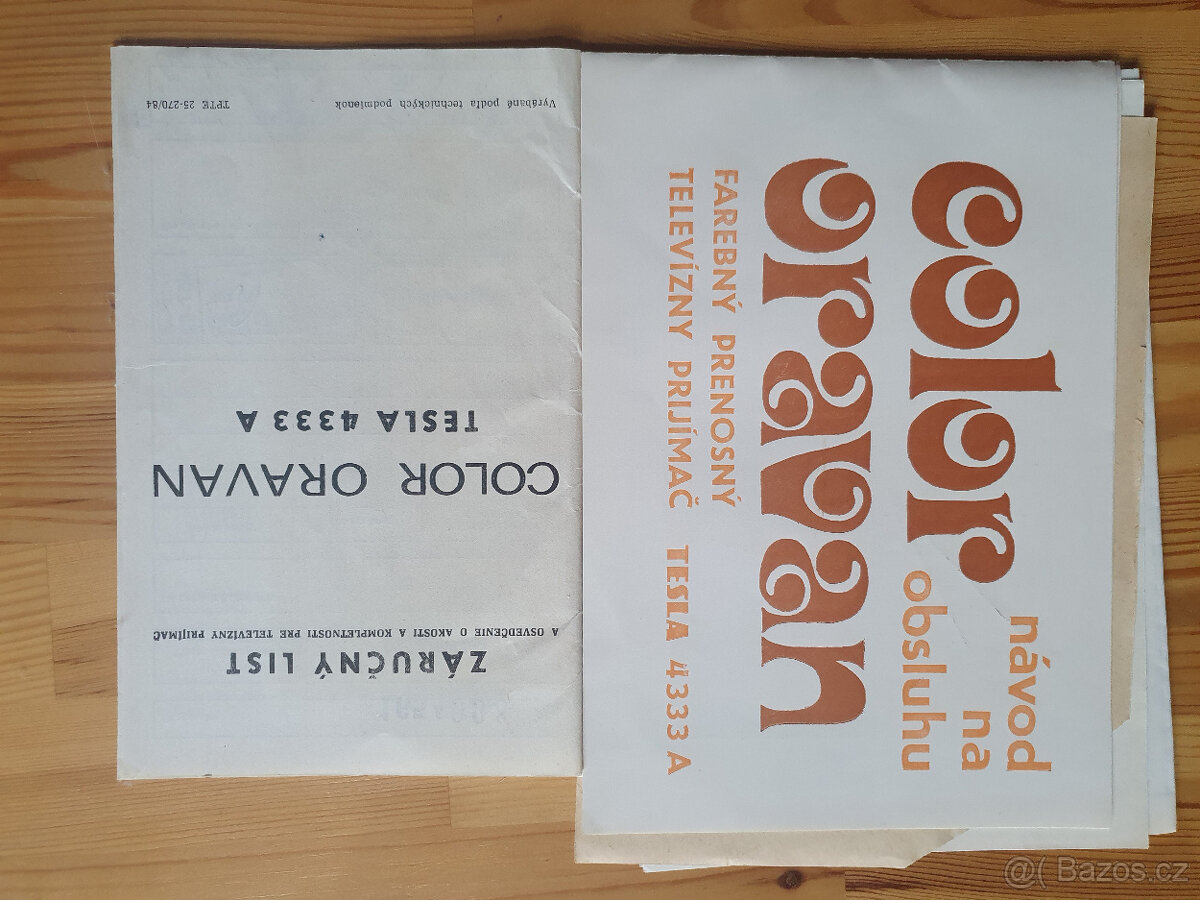 ZÁRUČNÝ LIST
A OSVEDČENIE O AKOSTI A KOMPLETNOSTI PRE TELEVÍZNY PRIJÍMAČ
COLOR ORAVAN
TESLA 4333 A
Vyrábané podľa technických podmienok TPTE 25-270/84
návod
na
obsluhu
color
oravan
FAREBNÝ PRENOSNÝ
TELEVÍZNY PRIJÍMAČ TESLA 4333 A
@( Bazos.cz